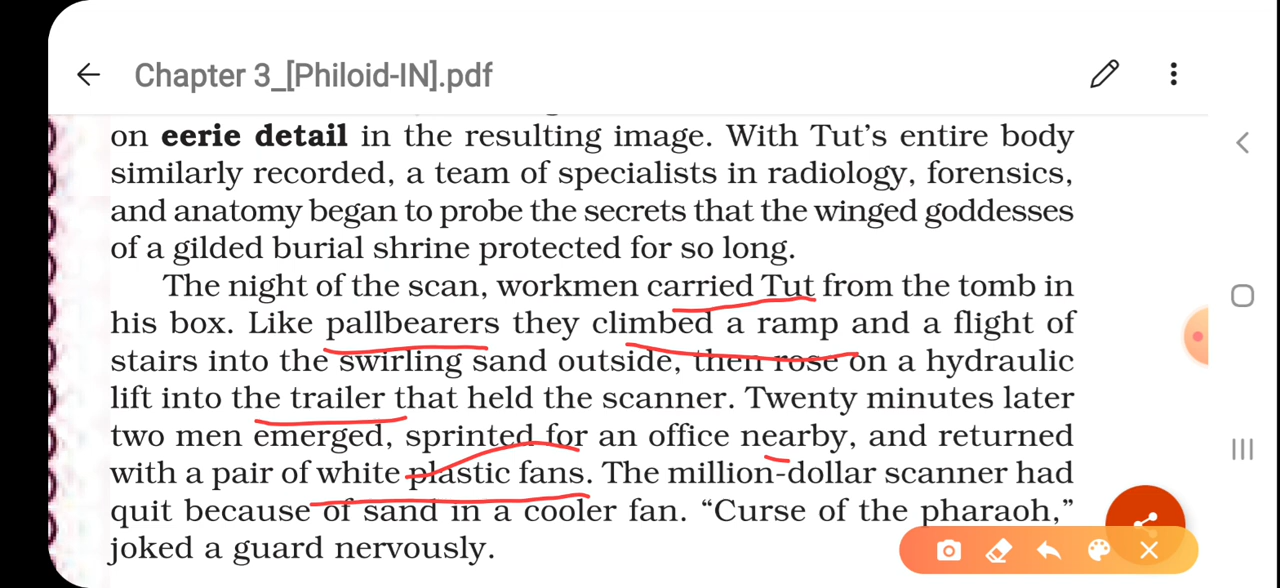 Chapter 3_[Philoid-IN].pdf
on eerie detail in the resulting image. With Tut's entire body
similarly recorded, a team of specialists in radiology, forensics,
and anatomy began to probe the secrets that the winged goddesses
of a gilded burial shrine protected for so long.
The night of the scan, workmen carried Tut from the tomb in
his box. Like pallbearers they climbed a ramp and a flight of
stairs into the swirling sand outside, then rose on a hydraulic
lift into the trailer that held the scanner. Twenty minutes later
two men emerged, sprinted for an office nearby, and returned
with a pair of white plastic fans. The million-dollar scanner had
quit because of sand in a cooler fan. “Curse of the pharaoh,”
joked a guard nervously.